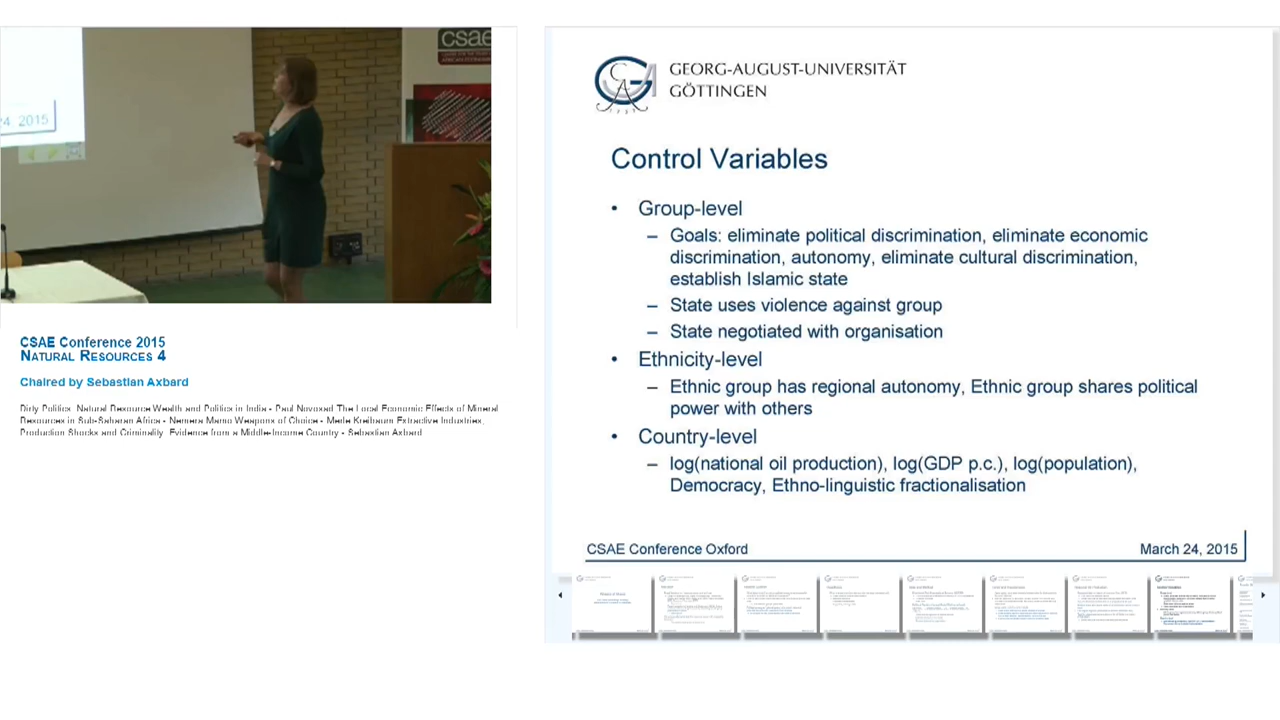 csae
4 2015
CSAE Conference 2015
NATURAL RESOURCES 4
Chaired by Sebastian Axbard
Dirty Politics Natural Resource Wealth and Politics in India - Paul Novosad The Local Economic Effects of Mineral
Resources in Sub-Saharan Africa - Nemera Mamo Weapons of Choice - Merle Kreibaum Extractive Industries,
Production Shocks and Criminality Evidence from a Middle-Income Country - Sebastian Axbard
GEORG-AUGUST-UNIVERSITÄT
GÖTTINGEN
Control Variables
• Group-level
– Goals: eliminate political discrimination, eliminate economic
discrimination, autonomy, eliminate cultural discrimination,
establish Islamic state
– State uses violence against group
– State negotiated with organisation
• Ethnicity-level
– Ethnic group has regional autonomy, Ethnic group shares political
power with others
• Country-level
– log(national oil production), log(GDP p.c.), log(population),
Democracy, Ethno-linguistic fractionalisation
CSAE Conference Oxford March 24, 2015